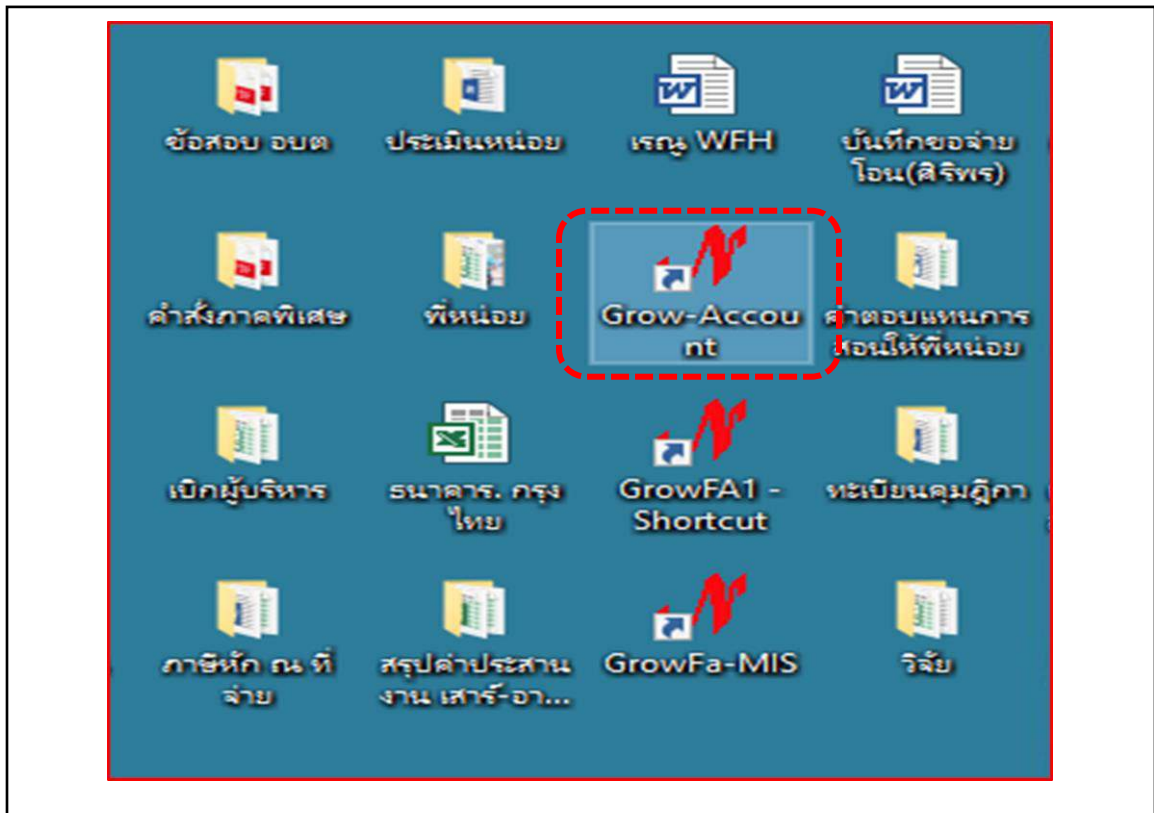 ข้อสอบ อบต
ประเมินหน่อย
เรณู WFH
บันทึกขอจ่าย
โอน(ศิริพร)
คำสั่งภาคพิเศษ
พี่หน่อย
Grow-Accou
nt
ค่าตอบแทนการ
สอนให้พี่หน่อย
เบิกผู้บริหาร
ธนาคาร. กรุง
ไทย
GrowFA1 -
Shortcut
ทะเบียนคุมฎีกา
ภาษีหัก ณ ที่
จ่าย
สรุปค่าประสาน
งาน เสาร์-อา...
GrowFa-MIS
วิจัย